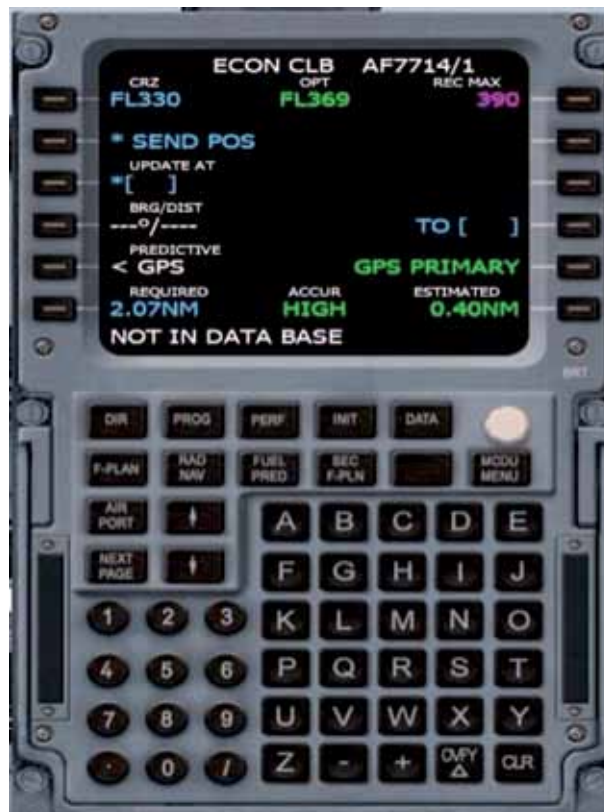 ECON CLB AF7714/1
CRZ OPT REC MAX
FL330 FL369 390
* SEND POS
UPDATE AT
*[ ]
BRG/DIST
---°/---- TO [ ]
PREDICTIVE
< GPS GPS PRIMARY
REQUIRED ACCUR ESTIMATED
2.07NM HIGH 0.40NM
NOT IN DATA BASE
BRT
DIR PROG PERF INIT DATA
F-PLAN RAD NAV FUEL PRED SEC F-PLN MCDU MENU
AIR PORT
A B C D E
NEXT PAGE
F G H I J
1 2 3 K L M N O
4 5 6 P Q R S T
7 8 9 U V W X Y
. 0 / Z - + OVFY △ CLR